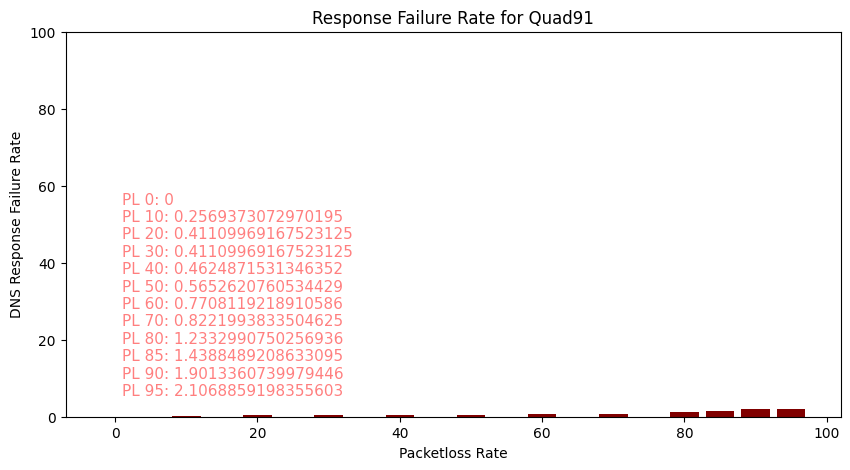 Response Failure Rate for Quad91
DNS Response Failure Rate
100
80
60
40
20
0
PL 0: 0
PL 10: 0.2569373072970195
PL 20: 0.41109969167523125
PL 30: 0.41109969167523125
PL 40: 0.4624871531346352
PL 50: 0.5652620760534429
PL 60: 0.7708119218910586
PL 70: 0.8221993833504625
PL 80: 1.2332990750256936
PL 85: 1.4388489208633095
PL 90: 1.9013360739979446
PL 95: 2.1068859198355603
0 20 40 60 80 100
Packetloss Rate